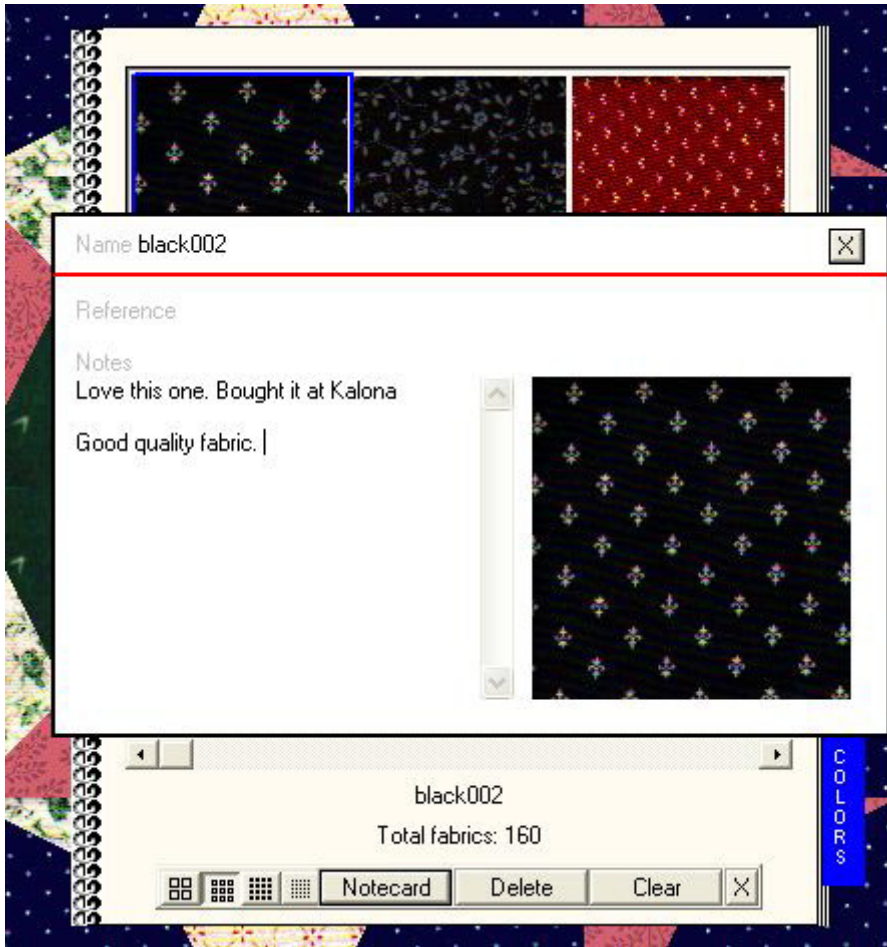 Name black002
X
Reference
Notes
Love this one. Bought it at Kalona
Good quality fabric.
COLORS
black002
Total fabrics: 160
Notecard Delete Clear X